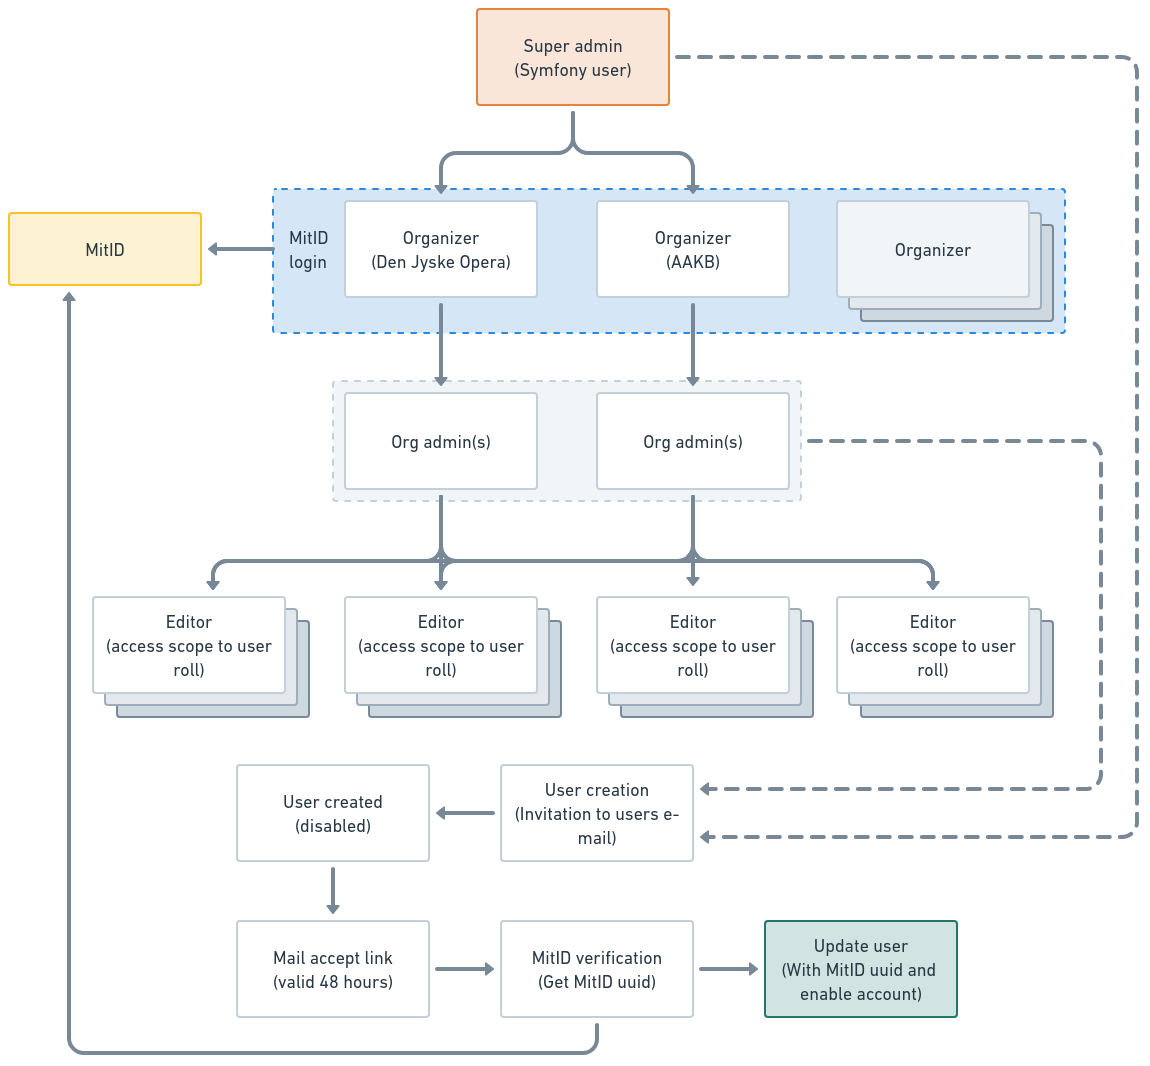 Super admin
(Symfony user)
MitID
MitID
login
Organizer
(Den Jyske Opera)
Organizer
(AAKB)
Organizer
Org admin(s)
Org admin(s)
Editor
(access scope to user
roll)
Editor
(access scope to user
roll)
Editor
(access scope to user
roll)
Editor
(access scope to user
roll)
User created
(disabled)
User creation
(Invitation to users e-
mail)
Mail accept link
(valid 48 hours)
MitID verification
(Get MitID uuid)
Update user
(With MitID uuid and
enable account)